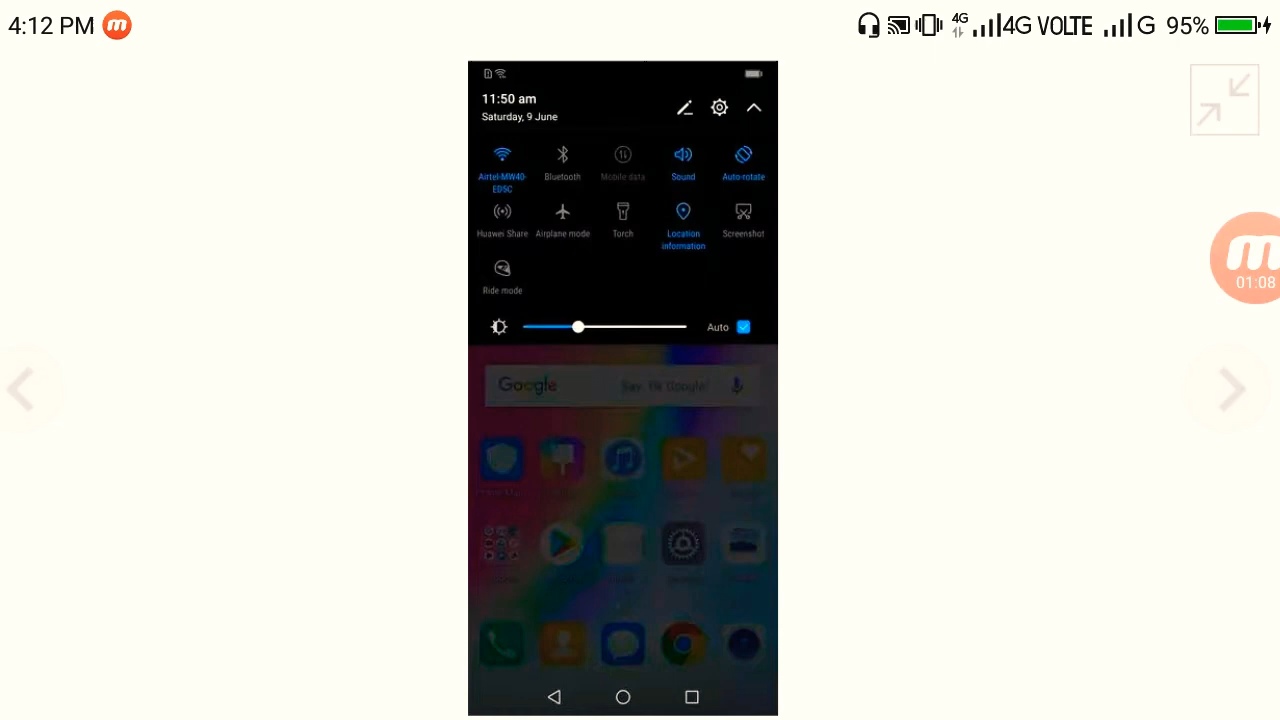 4:12 PM
4G
4G VOLTE
G 95%
11:50 am
Saturday, 9 June
Airtel-MW40-
ED5C
Bluetooth
Mobile data
Sound
Auto-rotate
Huawei Share
Airplane mode
Torch
Location
information
Screenshot
Ride mode
Auto
Google
Say "Ok Google"
01:08